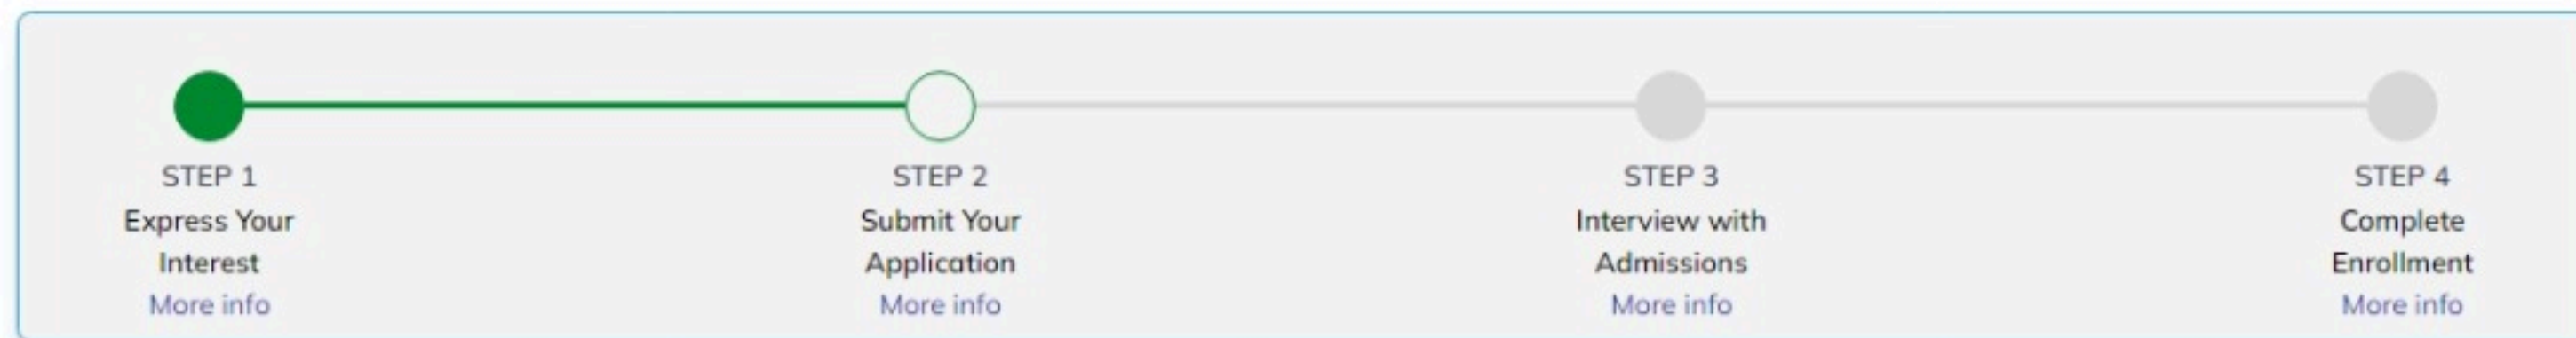 STEP 1
Express Your
Interest
More info
STEP 2
Submit Your
Application
More info
STEP 3
Interview with
Admissions
More info
STEP 4
Complete
Enrollment
More info